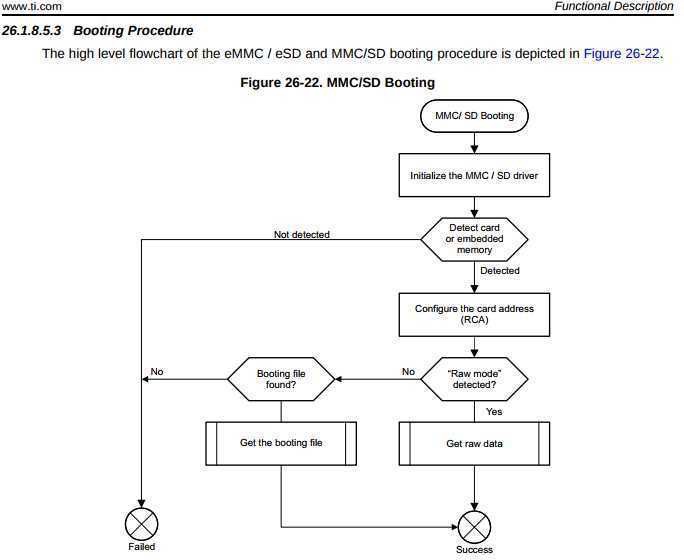 www.ti.com
Functional Description
26.1.8.5.3 Booting Procedure
The high level flowchart of the eMMC / eSD and MMC/SD booting procedure is depicted in Figure 26-22.
Figure 26-22. MMC/SD Booting
MMC/ SD Booting
Initialize the MMC / SD driver
Detect card
or embedded
memory
Not detected
Detected
Configure the card address
(RCA)
"Raw mode"
detected?
No
Booting file
found?
No
Yes
Get the booting file
Get raw data
Failed
Success